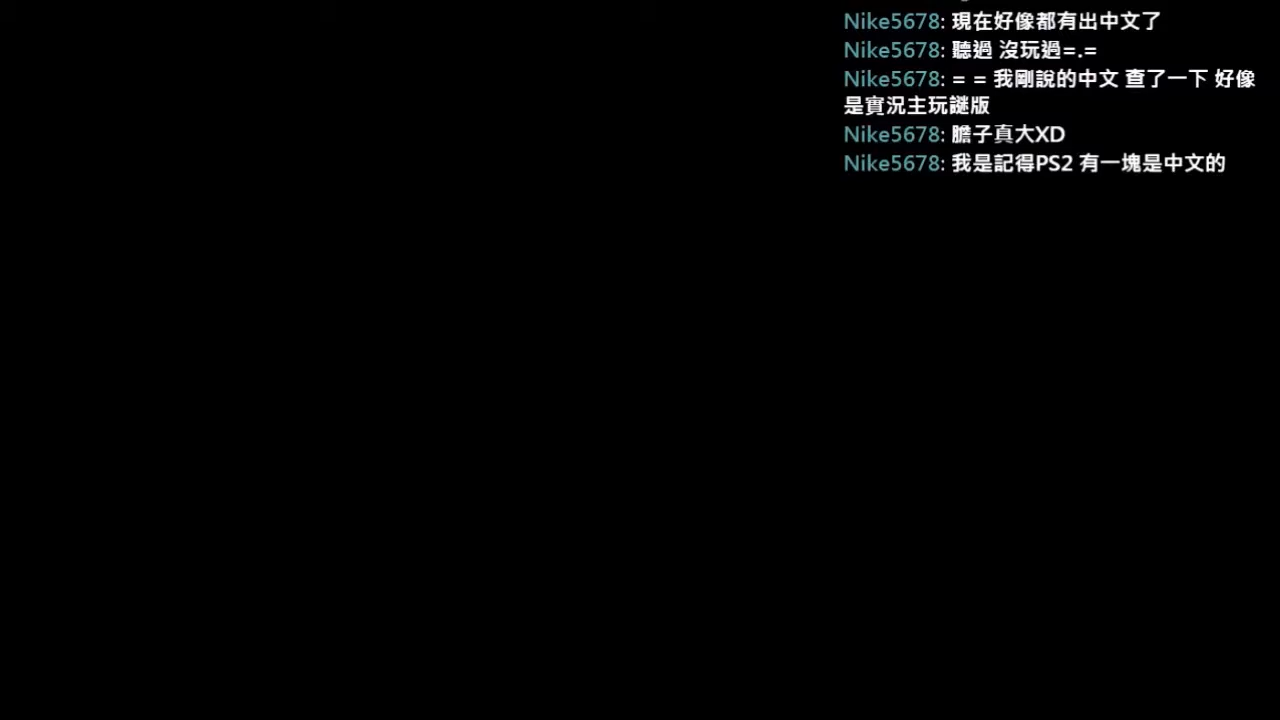 Nike5678: 現在好像都有出中文了
Nike5678: 聽過 沒玩過=.=
Nike5678: = = 我剛說的中文 查了一下 好像
是實況主玩謎版
Nike5678: 膽子真大XD
Nike5678: 我是記得PS2 有一塊是中文的